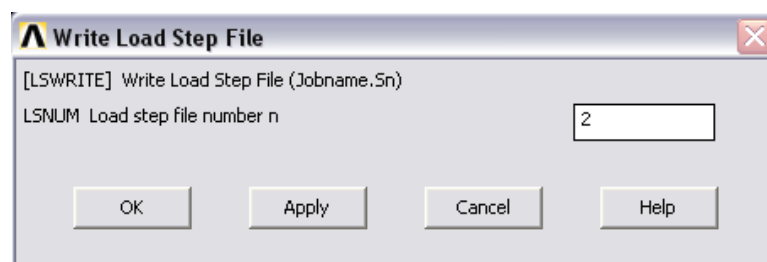 Write Load Step File
[LSWRITE] Write Load Step File (Jobname.Sn)
LSNUM Load step file number n 2
OK Apply Cancel Help